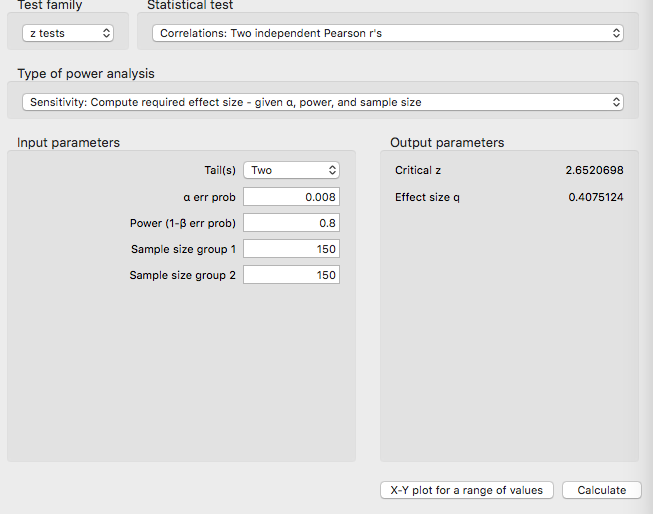 Test family
Statistical test
z tests
Correlations: Two independent Pearson r's
Type of power analysis
Sensitivity: Compute required effect size - given α, power, and sample size
Input parameters
Output parameters
Tail(s) Two
Critical z 2.6520698
α err prob 0.008
Effect size q 0.4075124
Power (1-β err prob) 0.8
Sample size group 1 150
Sample size group 2 150
X-Y plot for a range of values
Calculate